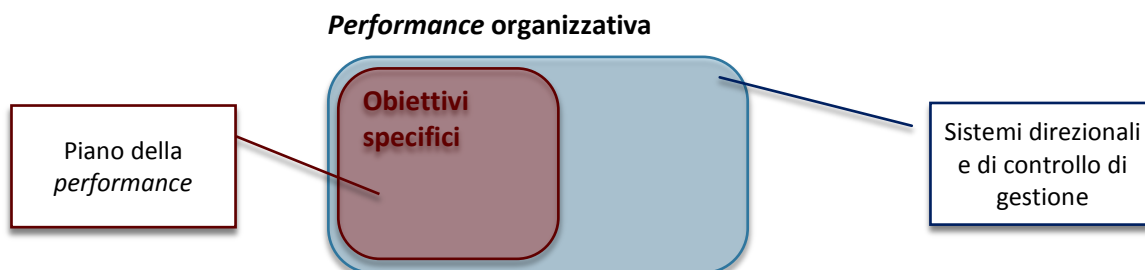 Performance organizzativa
Obiettivi
specifici
Piano della
performance
Sistemi direzionali
e di controllo di
gestione